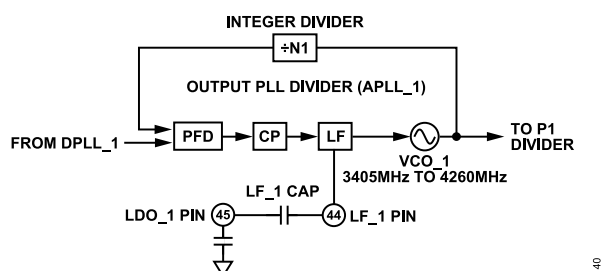 INTEGER DIVIDER
÷N1
OUTPUT PLL DIVIDER (APLL_1)
FROM DPLL_1
PFD
CP
LF
TO P1
DIVIDER
VCO_1
3405MHz TO 4260MHz
LF_1 CAP
LDO_1 PIN
45
44
LF_1 PIN
40